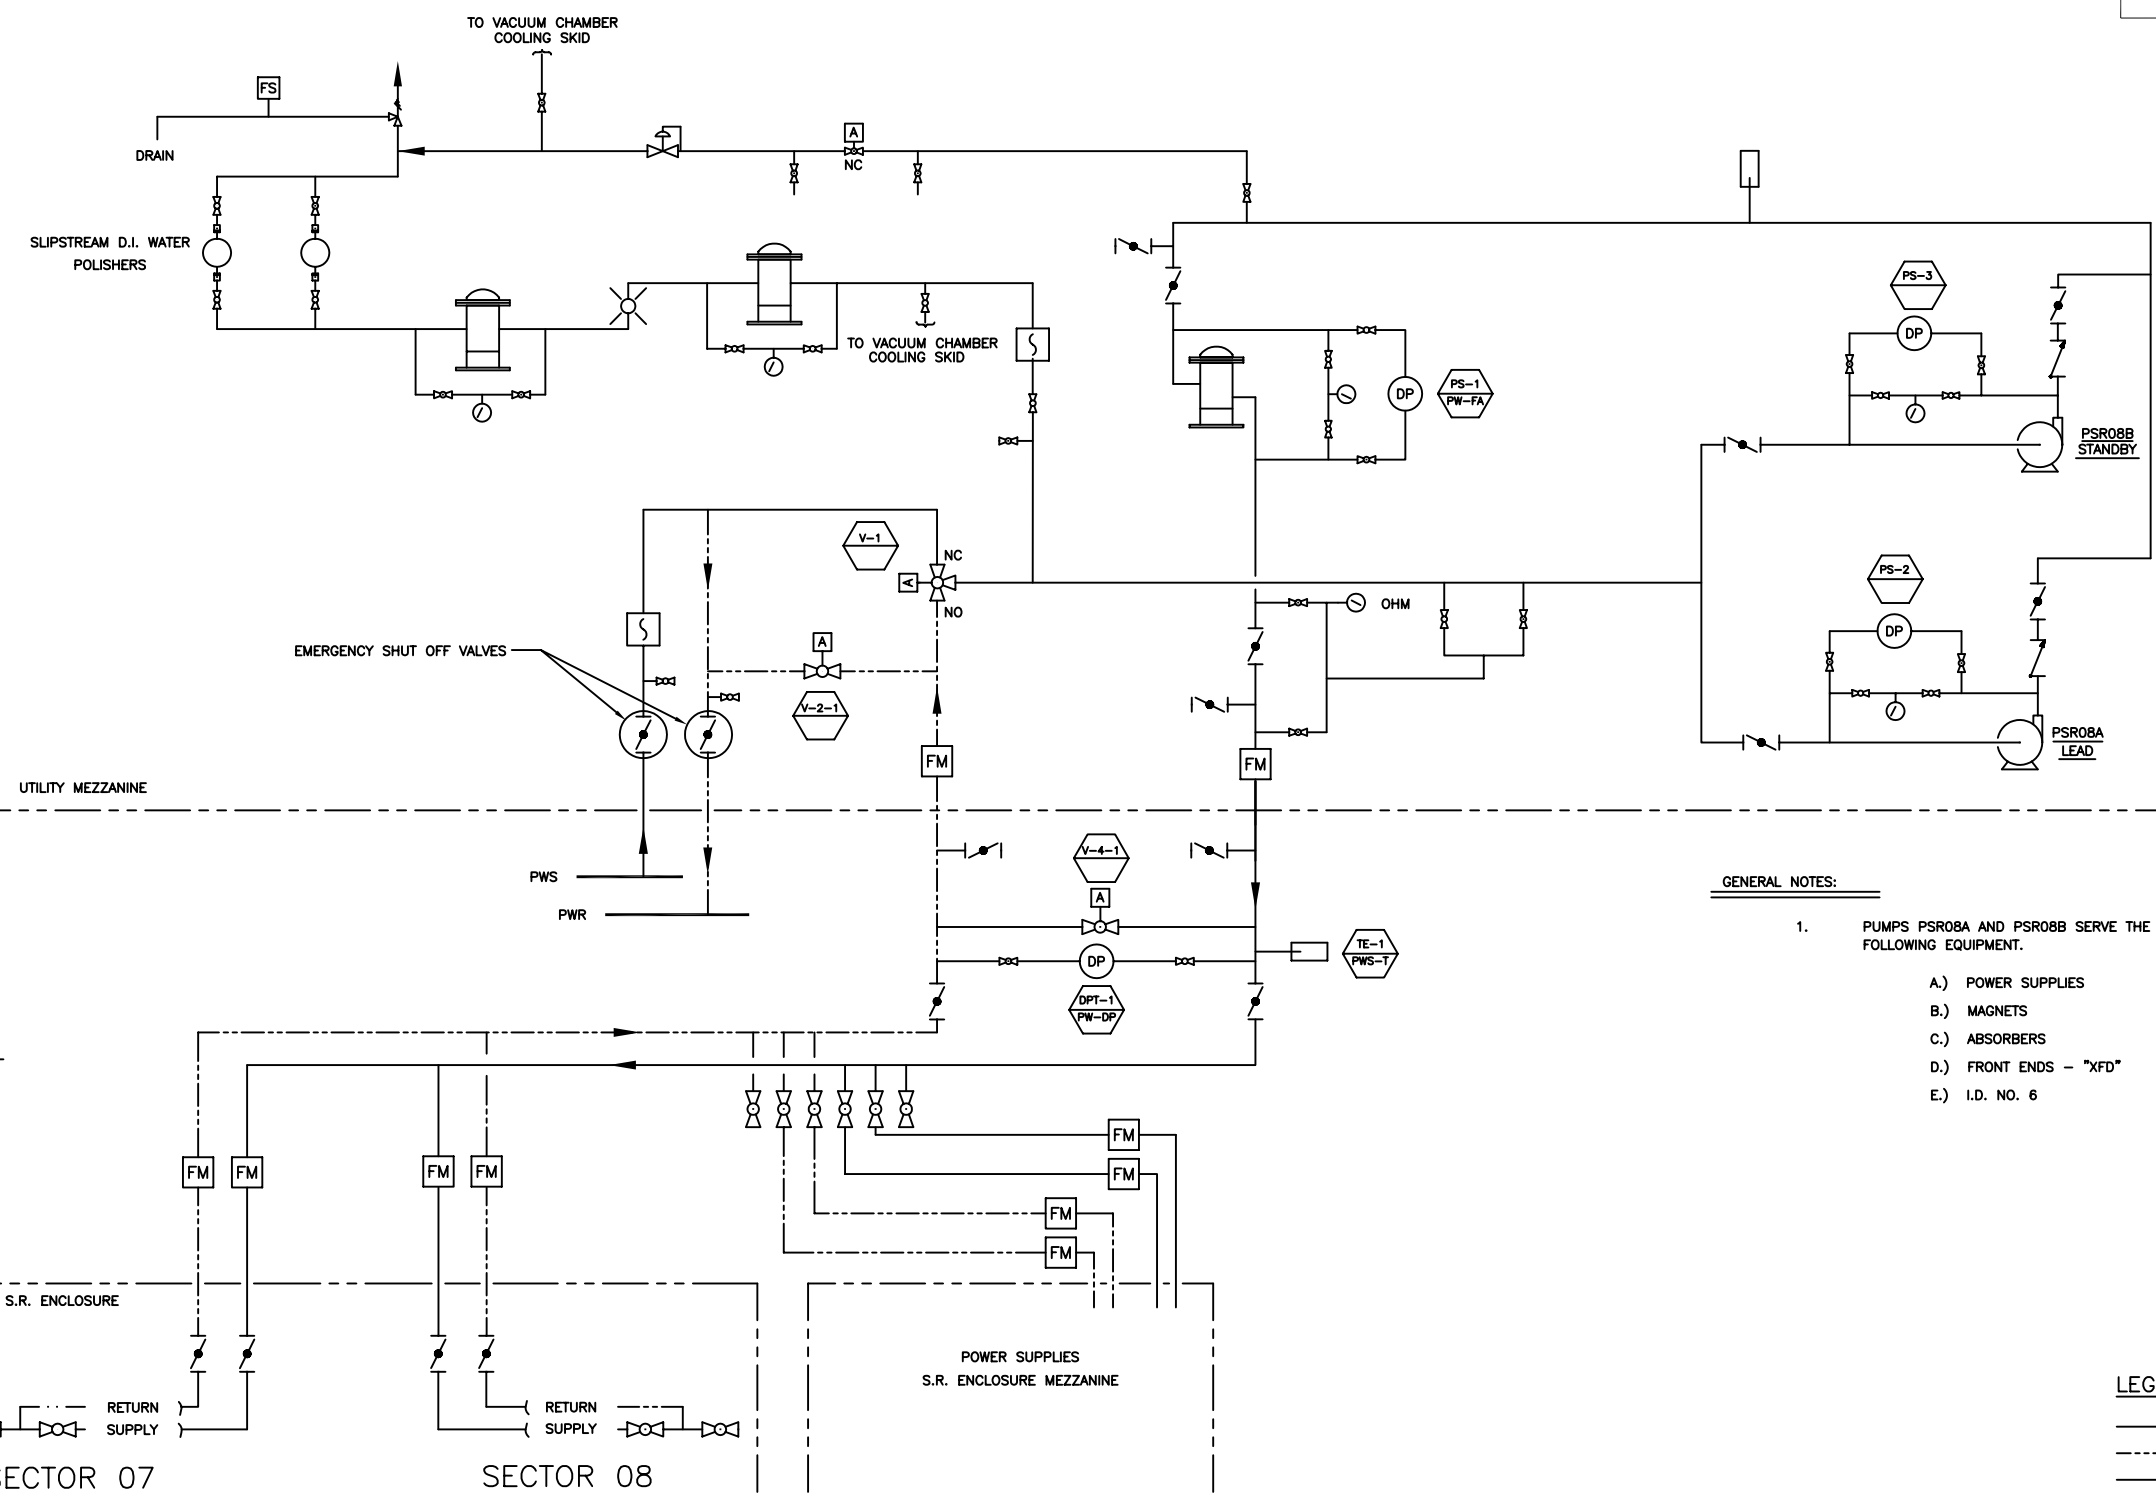 TO VACUUM CHAMBER
COOLING SKID
FS
DRAIN
A
NC
SLIPSTREAM D.I. WATER
POLISHERS
TO VACUUM CHAMBER
COOLING SKID
PS-3
DP
DP
PS-1
PW-FA
PSR08B
STANDBY
V-1
NC
A
NO
PS-2
DP
OHM
EMERGENCY SHUT OFF VALVES
A
V-2-1
PSR08A
LEAD
FM
FM
UTILITY MEZZANINE
V-4-1
PWS
PWR
A
GENERAL NOTES:
1. PUMPS PSR08A AND PSR08B SERVE THE
FOLLOWING EQUIPMENT.
A.) POWER SUPPLIES
B.) MAGNETS
C.) ABSORBERS
D.) FRONT ENDS - "XFD"
E.) I.D. NO. 6
TE-1
PWS-T
DP
DPT-1
PW-DP
FM
FM
FM
FM
FM
FM
FM
FM
S.R. ENCLOSURE
POWER SUPPLIES
S.R. ENCLOSURE MEZZANINE
RETURN
SUPPLY
RETURN
SUPPLY
LEG
SECTOR 07
SECTOR 08